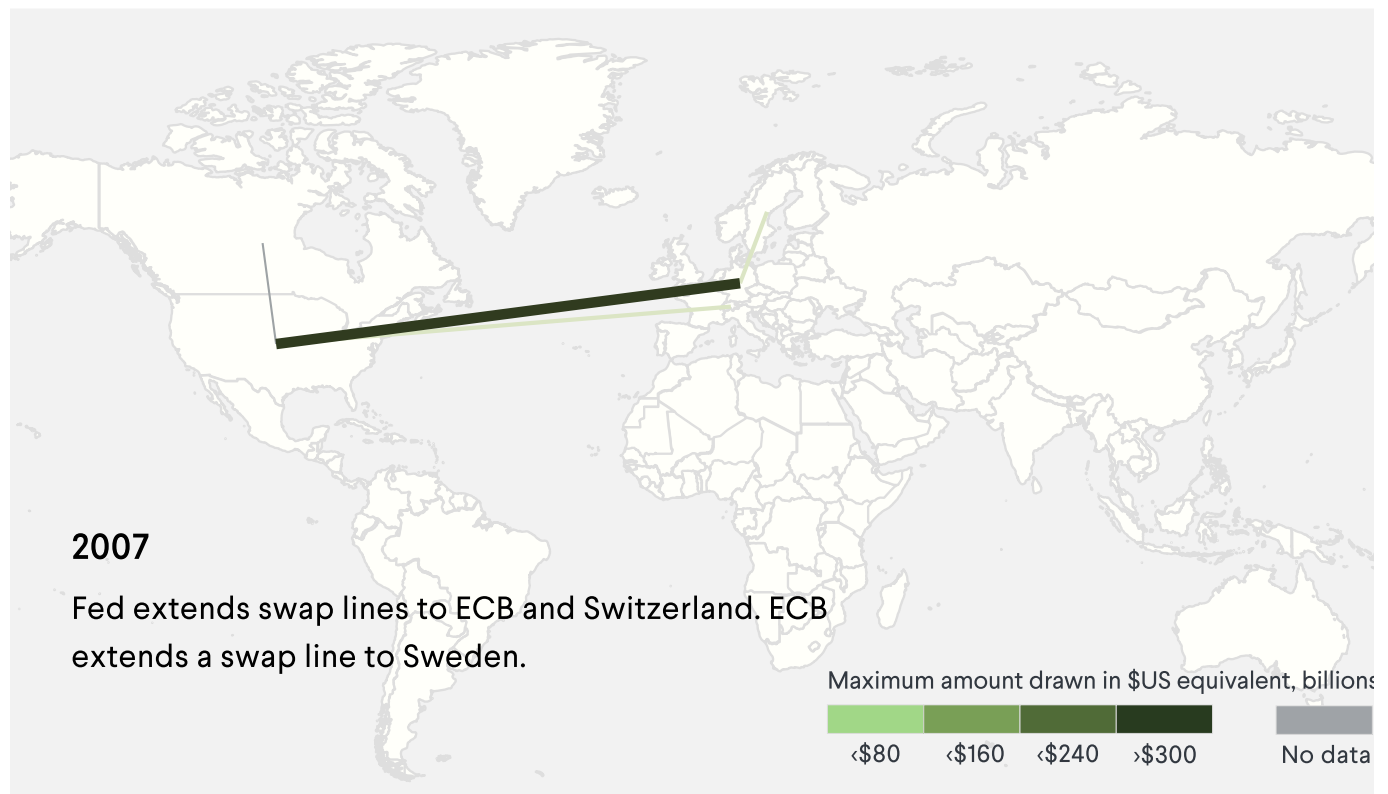 2007
Fed extends swap lines to ECB and Switzerland. ECB
extends a swap line to Sweden.
Maximum amount drawn in $US equivalent, billions
<$80 <$160 <$240 >$300 No data